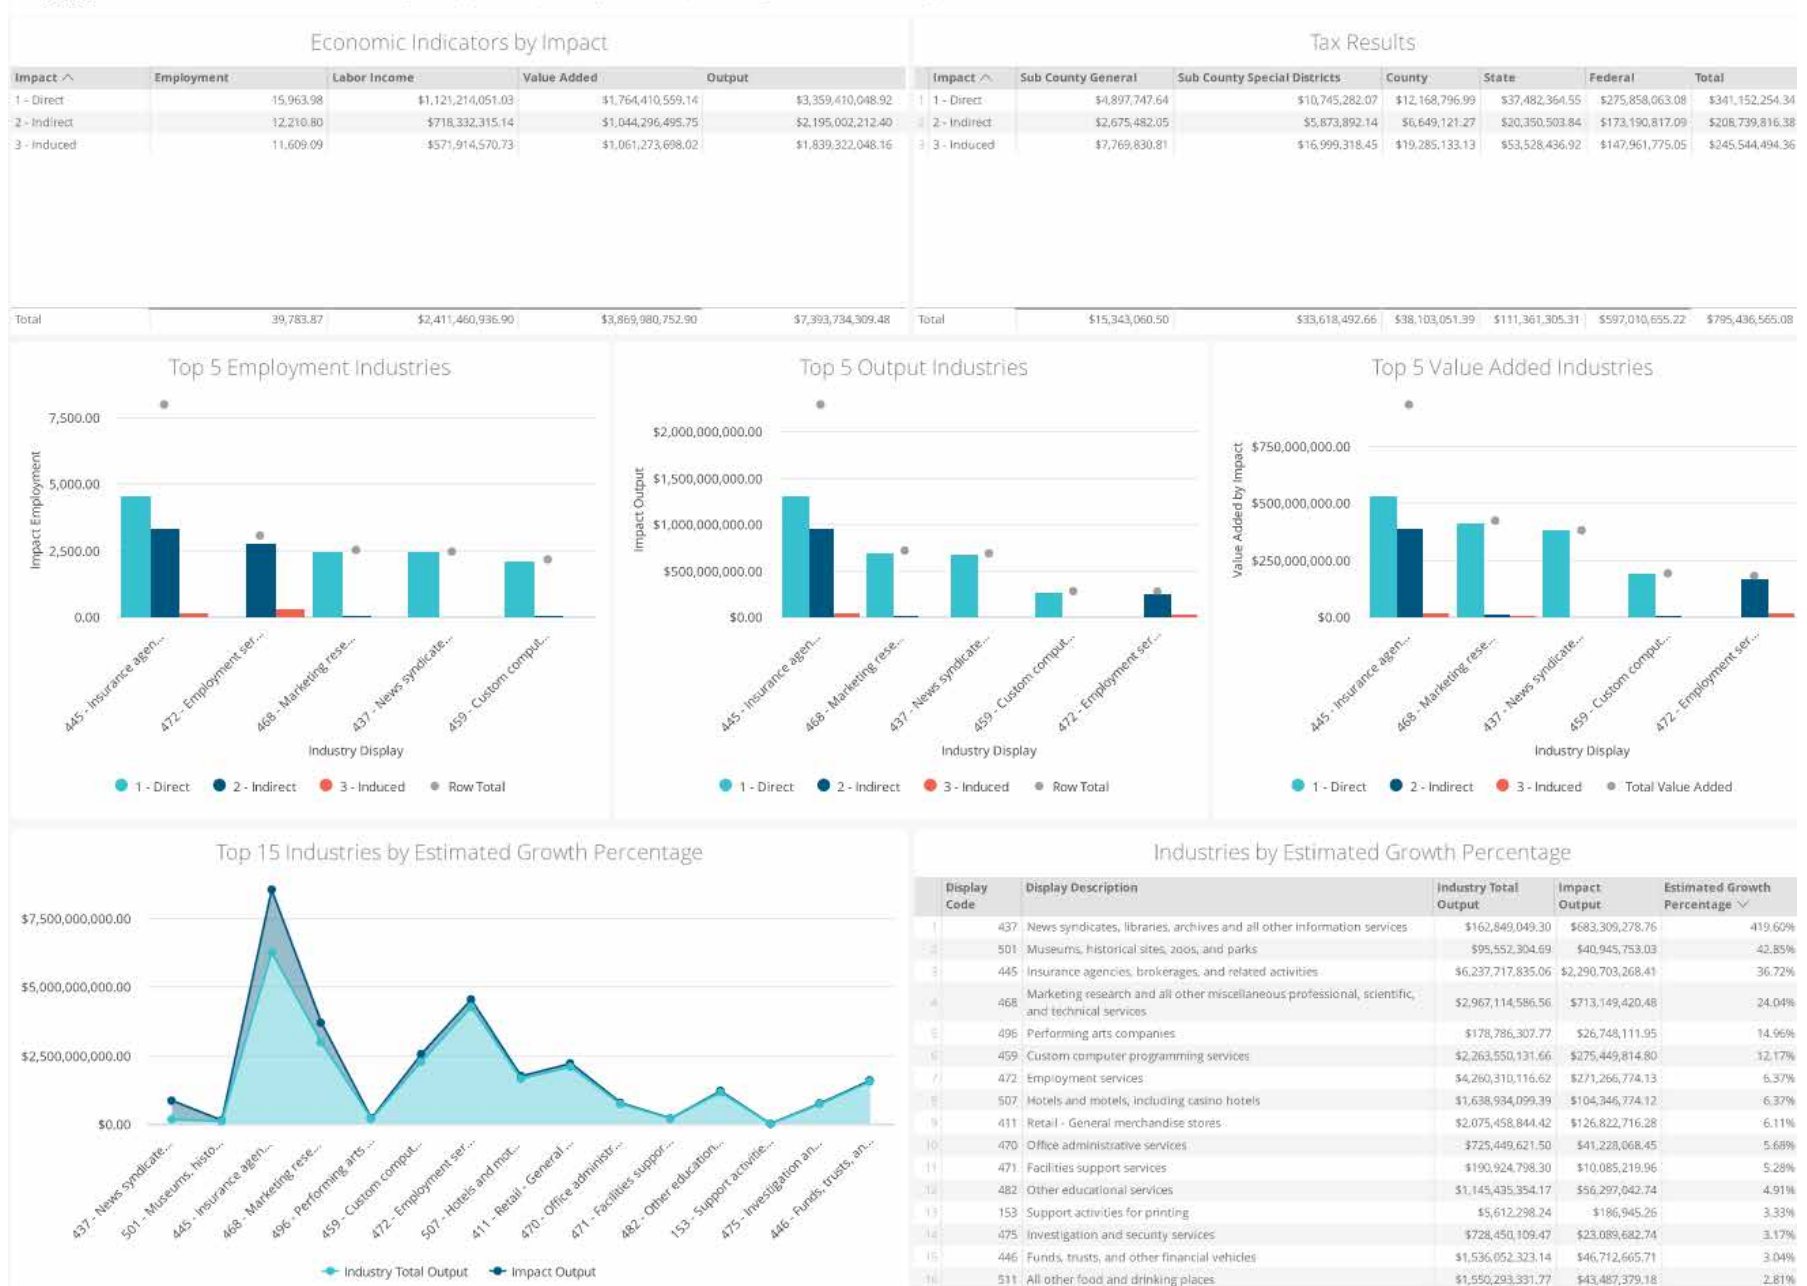 Economic Indicators by Impact
Impact Employment Labor Income Value Added Output
1 - Direct 15,963.98 $1,121,214,051.03 $1,764,410,559.14 $3,359,410,048.92
2 - Indirect 12,210.80 $718,332,315.14 $1,044,296,495.75 $2,195,002,212.40
3 - Induced 11,609.09 $571,914,570.73 $1,061,273,698.02 $1,839,322,048.16
Total 39,783.87 $2,411,460,936.90 $3,869,980,752.90 $7,393,734,309.48
Tax Results
Impact Sub County General Sub County Special Districts County State Federal Total
1 1 - Direct $4,897,747.64 $10,745,282.07 $12,168,796.99 $37,482,364.55 $275,858,063.08 $341,152,254.34
2 2 - Indirect $2,675,482.05 $5,873,892.14 $6,649,121.27 $20,350,503.84 $173,190,817.09 $208,739,816.38
3 3 - Induced $7,769,830.81 $16,999,318.45 $19,285,133.13 $53,528,436.92 $147,961,775.05 $245,544,494.36
Total $15,343,060.50 $33,618,492.66 $38,103,051.39 $111,361,305.31 $597,010,655.22 $795,436,565.08
Top 5 Employment Industries
Impact Employment
7,500.00
5,000.00
2,500.00
0.00
445 - Insurance agen...
472 - Employment ser...
468 - Marketing rese...
437 - News syndicate...
459 - Custom comput...
Industry Display
1 - Direct 2 - Indirect 3 - Induced Row Total
Top 5 Output Industries
Impact Output
$2,000,000,000.00
$1,500,000,000.00
$1,000,000,000.00
$500,000,000.00
$0.00
445 - Insurance agen...
468 - Marketing rese...
437 - News syndicate...
459 - Custom comput...
472 - Employment ser...
Industry Display
1 - Direct 2 - Indirect 3 - Induced Row Total
Top 5 Value Added Industries
Value Added by Impact
$750,000,000.00
$500,000,000.00
$250,000,000.00
$0.00
445 - Insurance agen...
468 - Marketing rese...
437 - News syndicate...
459 - Custom comput...
472 - Employment ser...
Industry Display
1 - Direct 2 - Indirect 3 - Induced Total Value Added
Top 15 Industries by Estimated Growth Percentage
$7,500,000,000.00
$5,000,000,000.00
$2,500,000,000.00
$0.00
437 - News syndicate...
501 - Museums, histo...
445 - Insurance agen...
468 - Marketing rese...
496 - Performing arts ...
459 - Custom comput...
472 - Employment ser...
507 - Hotels and mot...
411 - Retail - General ...
470 - Office administr...
471 - Facilities suppor...
482 - Other education...
153 - Support activitie...
475 - Investigation an...
446 - Funds, trusts, an...
Industry Total Output Impact Output
Industries by Estimated Growth Percentage
Display Code Display Description Industry Total Output Impact Output Estimated Growth Percentage
1 437 News syndicates, libraries, archives and all other information services $162,849,049.30 $683,309,278.76 419.60%
2 501 Museums, historical sites, zoos, and parks $95,552,304.69 $40,945,753.03 42.85%
3 445 Insurance agencies, brokerages, and related activities $6,237,717,835.06 $2,290,703,268.41 36.72%
4 468 Marketing research and all other miscellaneous professional, scientific, and technical services $2,967,114,586.56 $713,149,420.48 24.04%
5 496 Performing arts companies $178,786,307.77 $26,748,111.95 14.96%
6 459 Custom computer programming services $2,263,550,131.66 $275,449,814.80 12.17%
7 472 Employment services $4,260,310,116.62 $271,266,774.13 6.37%
8 507 Hotels and motels, including casino hotels $1,638,934,099.39 $104,346,774.12 6.37%
9 411 Retail - General merchandise stores $2,075,458,844.42 $126,822,716.28 6.11%
10 470 Office administrative services $725,449,621.50 $41,228,068.45 5.68%
11 471 Facilities support services $190,924,798.30 $10,085,219.96 5.28%
12 482 Other educational services $1,145,435,354.17 $56,297,042.74 4.91%
13 153 Support activities for printing $5,612,298.24 $186,945.26 3.33%
14 475 Investigation and security services $728,450,109.47 $23,089,682.74 3.17%
15 446 Funds, trusts, and other financial vehicles $1,536,052,323.14 $46,712,665.71 3.04%
16 511 All other food and drinking places $1,550,293,331.77 $43,487,379.18 2.81%